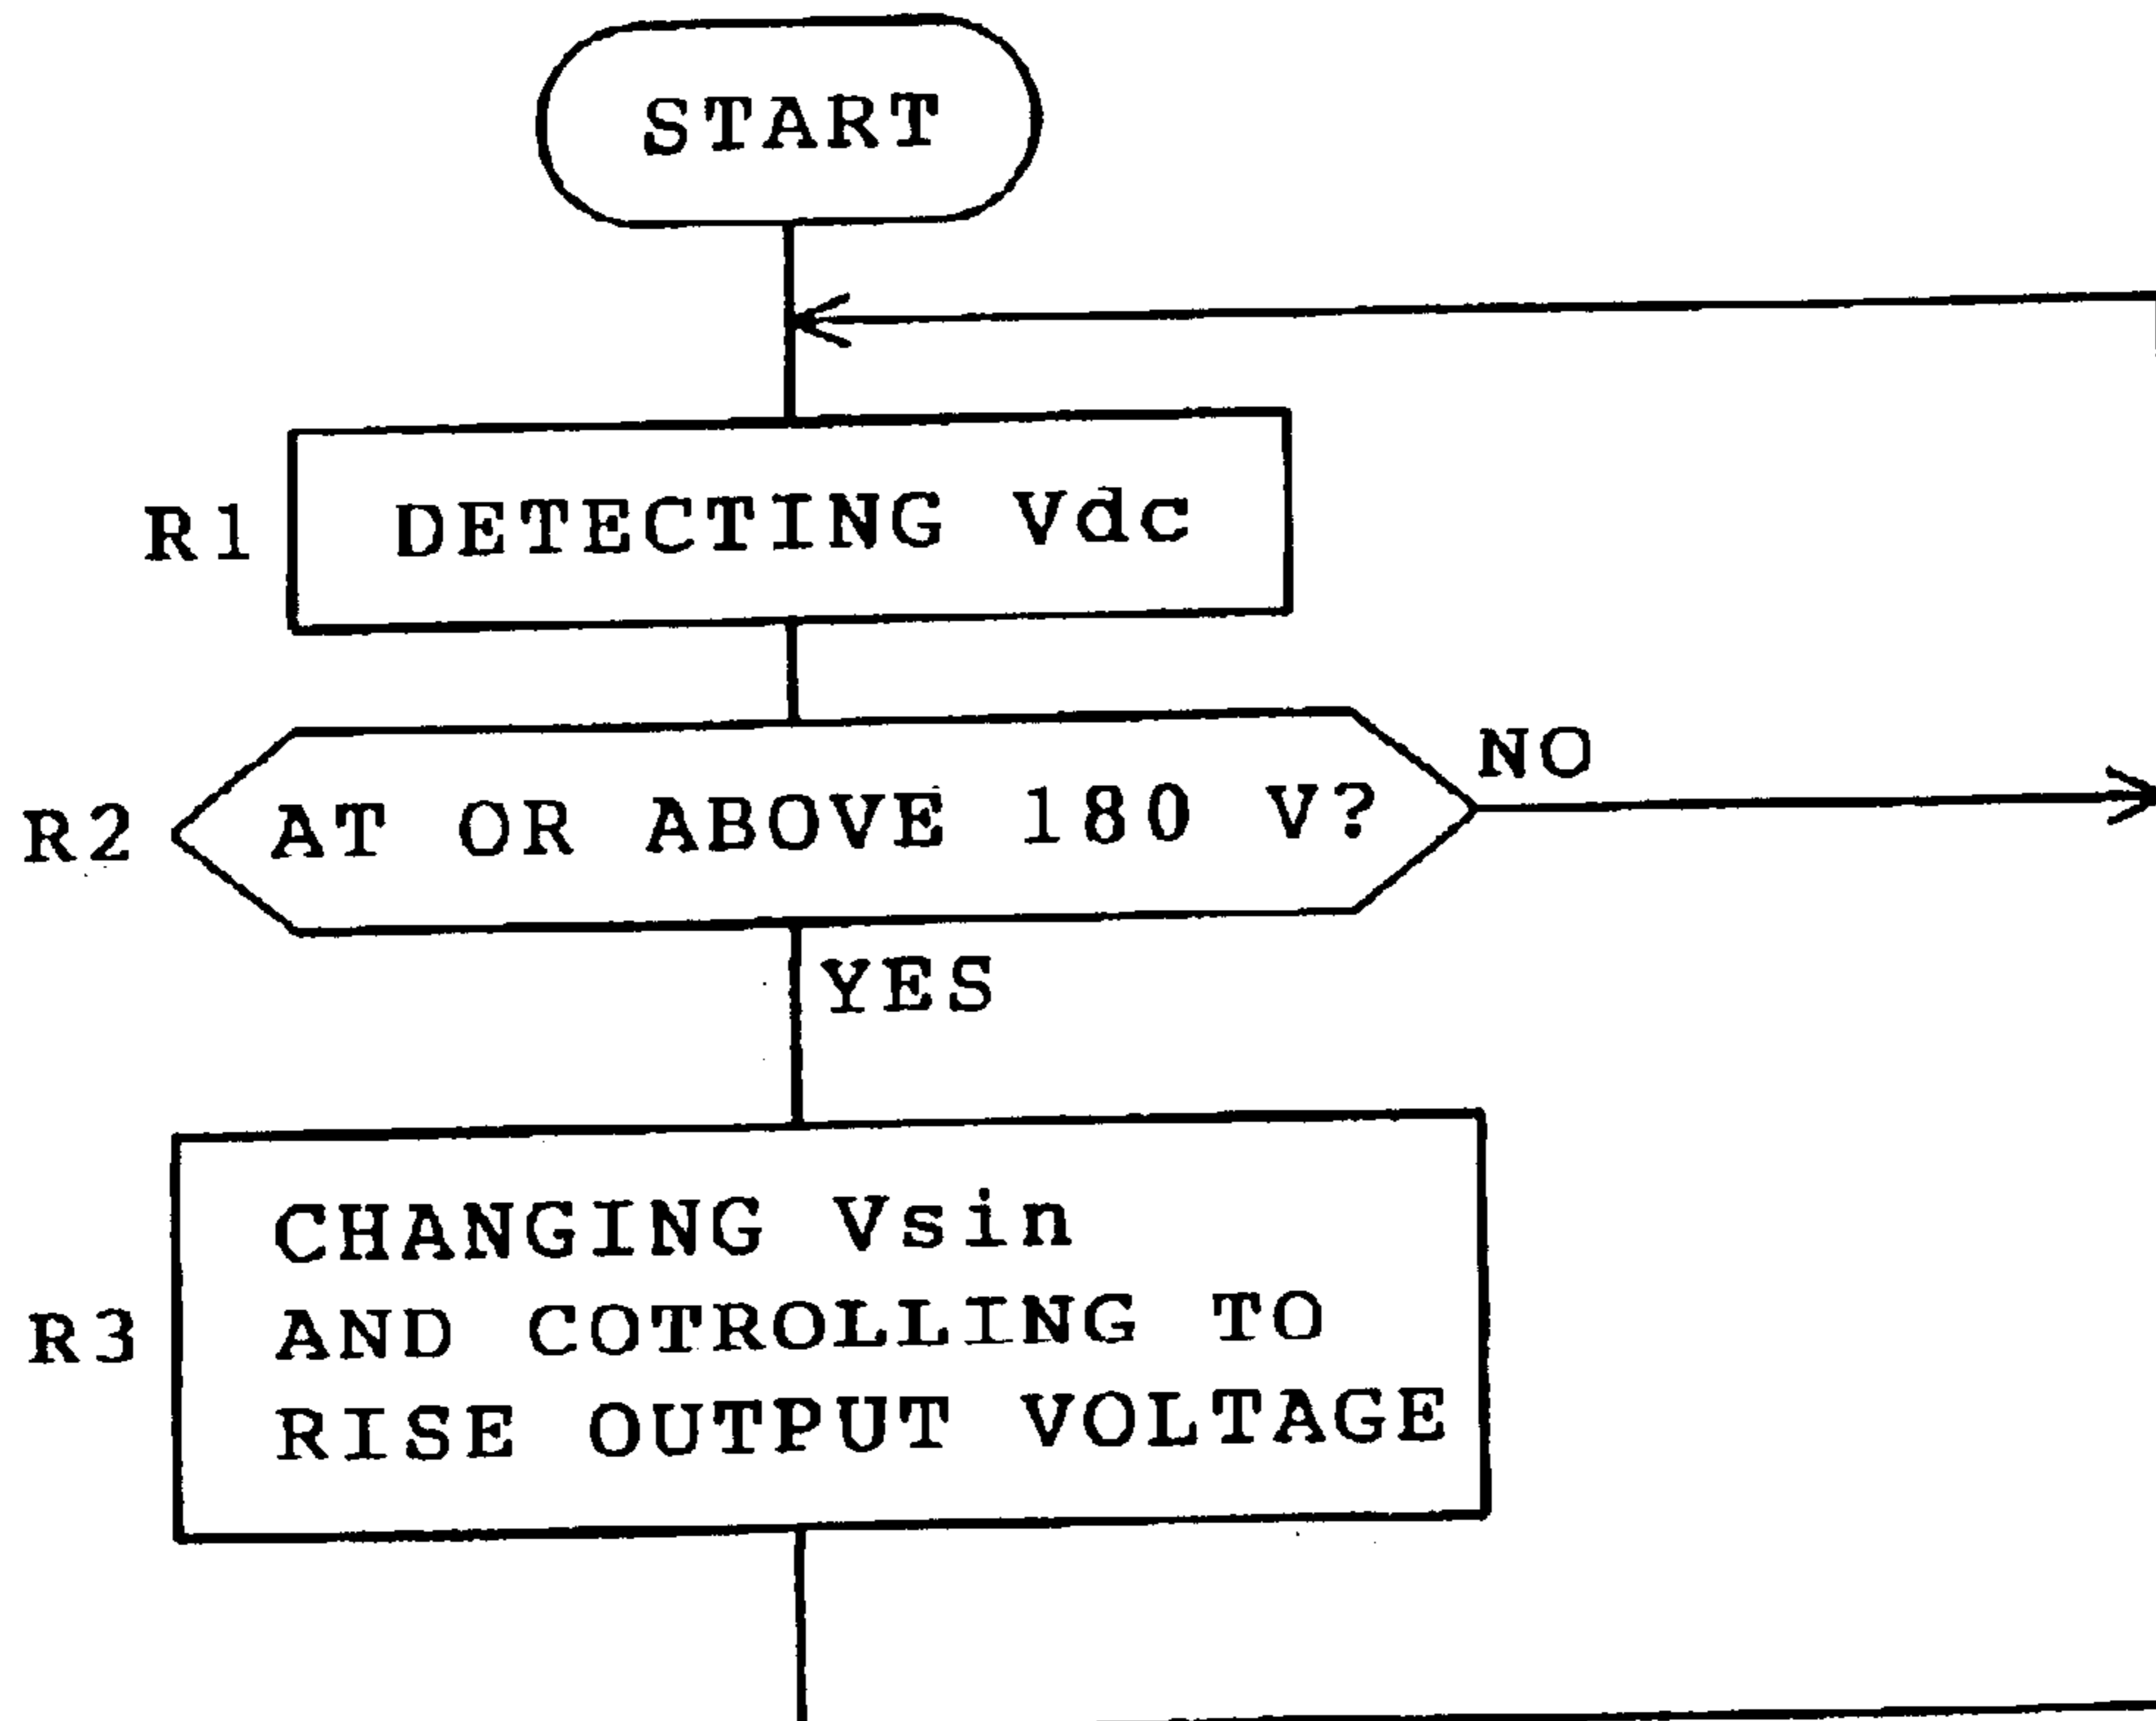 START
R1
DETECTING Vdc
R2
AT OR ABOVE 180 V?
NO
YES
R3
CHANGING Vsin
AND COTROLLING TO
RISE OUTPUT VOLTAGE